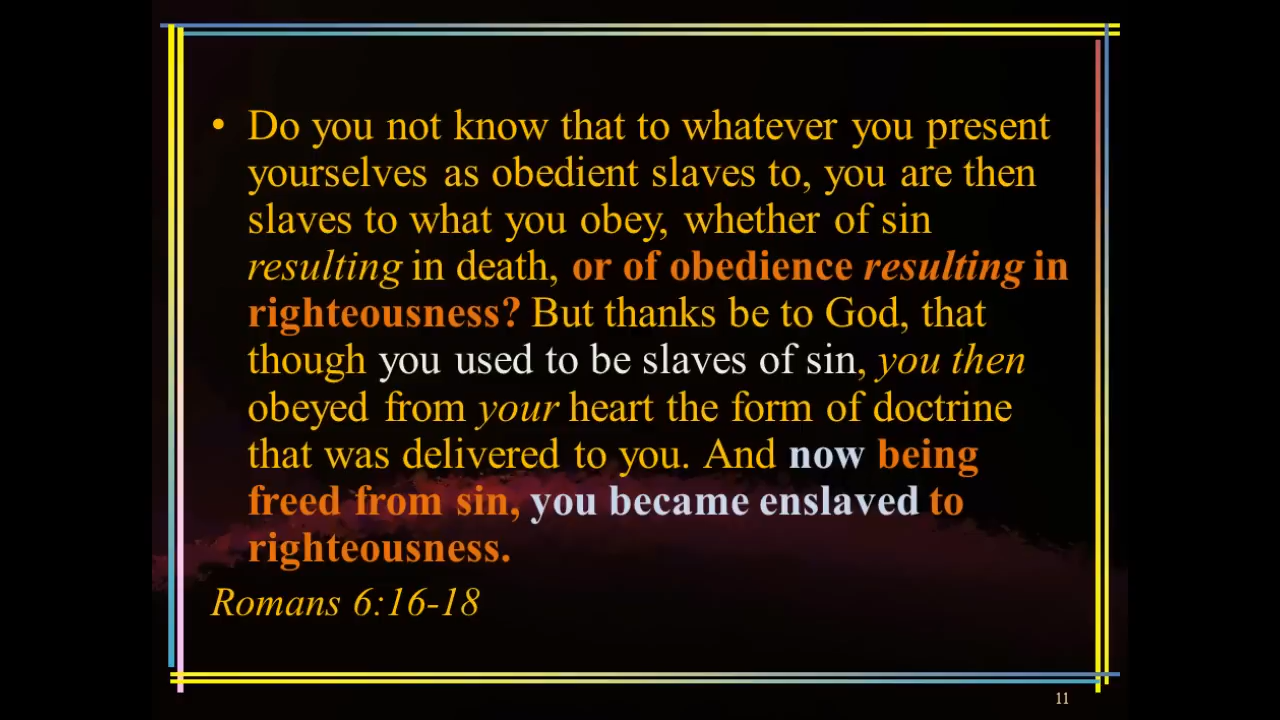 • Do you not know that to whatever you present
yourselves as obedient slaves to, you are then
slaves to what you obey, whether of sin
resulting in death, or of obedience resulting in
righteousness? But thanks be to God, that
though you used to be slaves of sin, you then
obeyed from your heart the form of doctrine
that was delivered to you. And now being
freed from sin, you became enslaved to
righteousness.
Romans 6:16-18
11